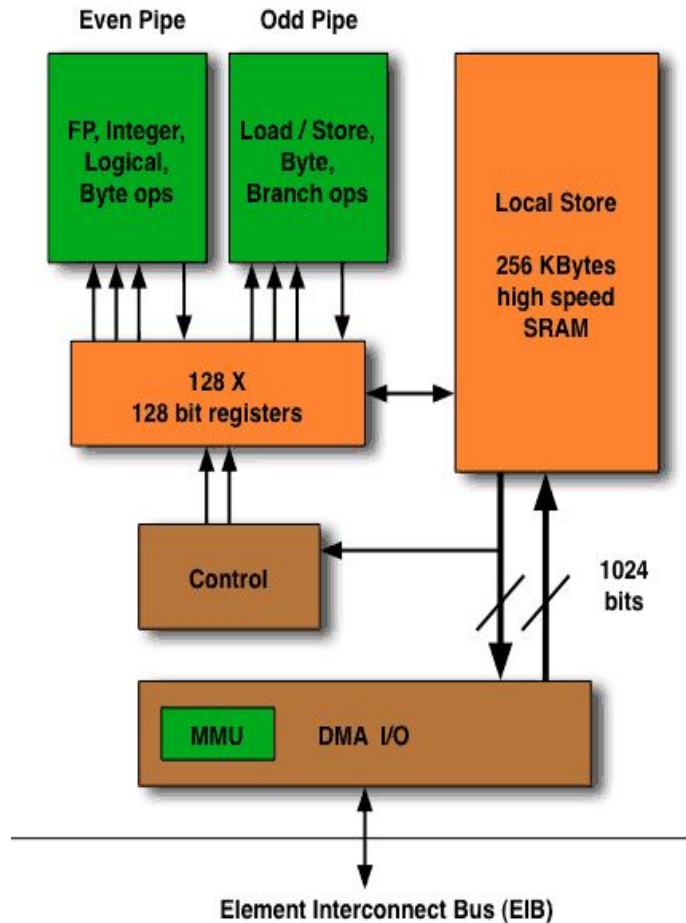 Even Pipe
Odd Pipe
FP, Integer,
Logical,
Byte ops
Load / Store,
Byte,
Branch ops
Local Store
256 KBytes
high speed
SRAM
128 X
128 bit registers
Control
1024
bits
MMU
DMA I/O
Element Interconnect Bus (EIB)